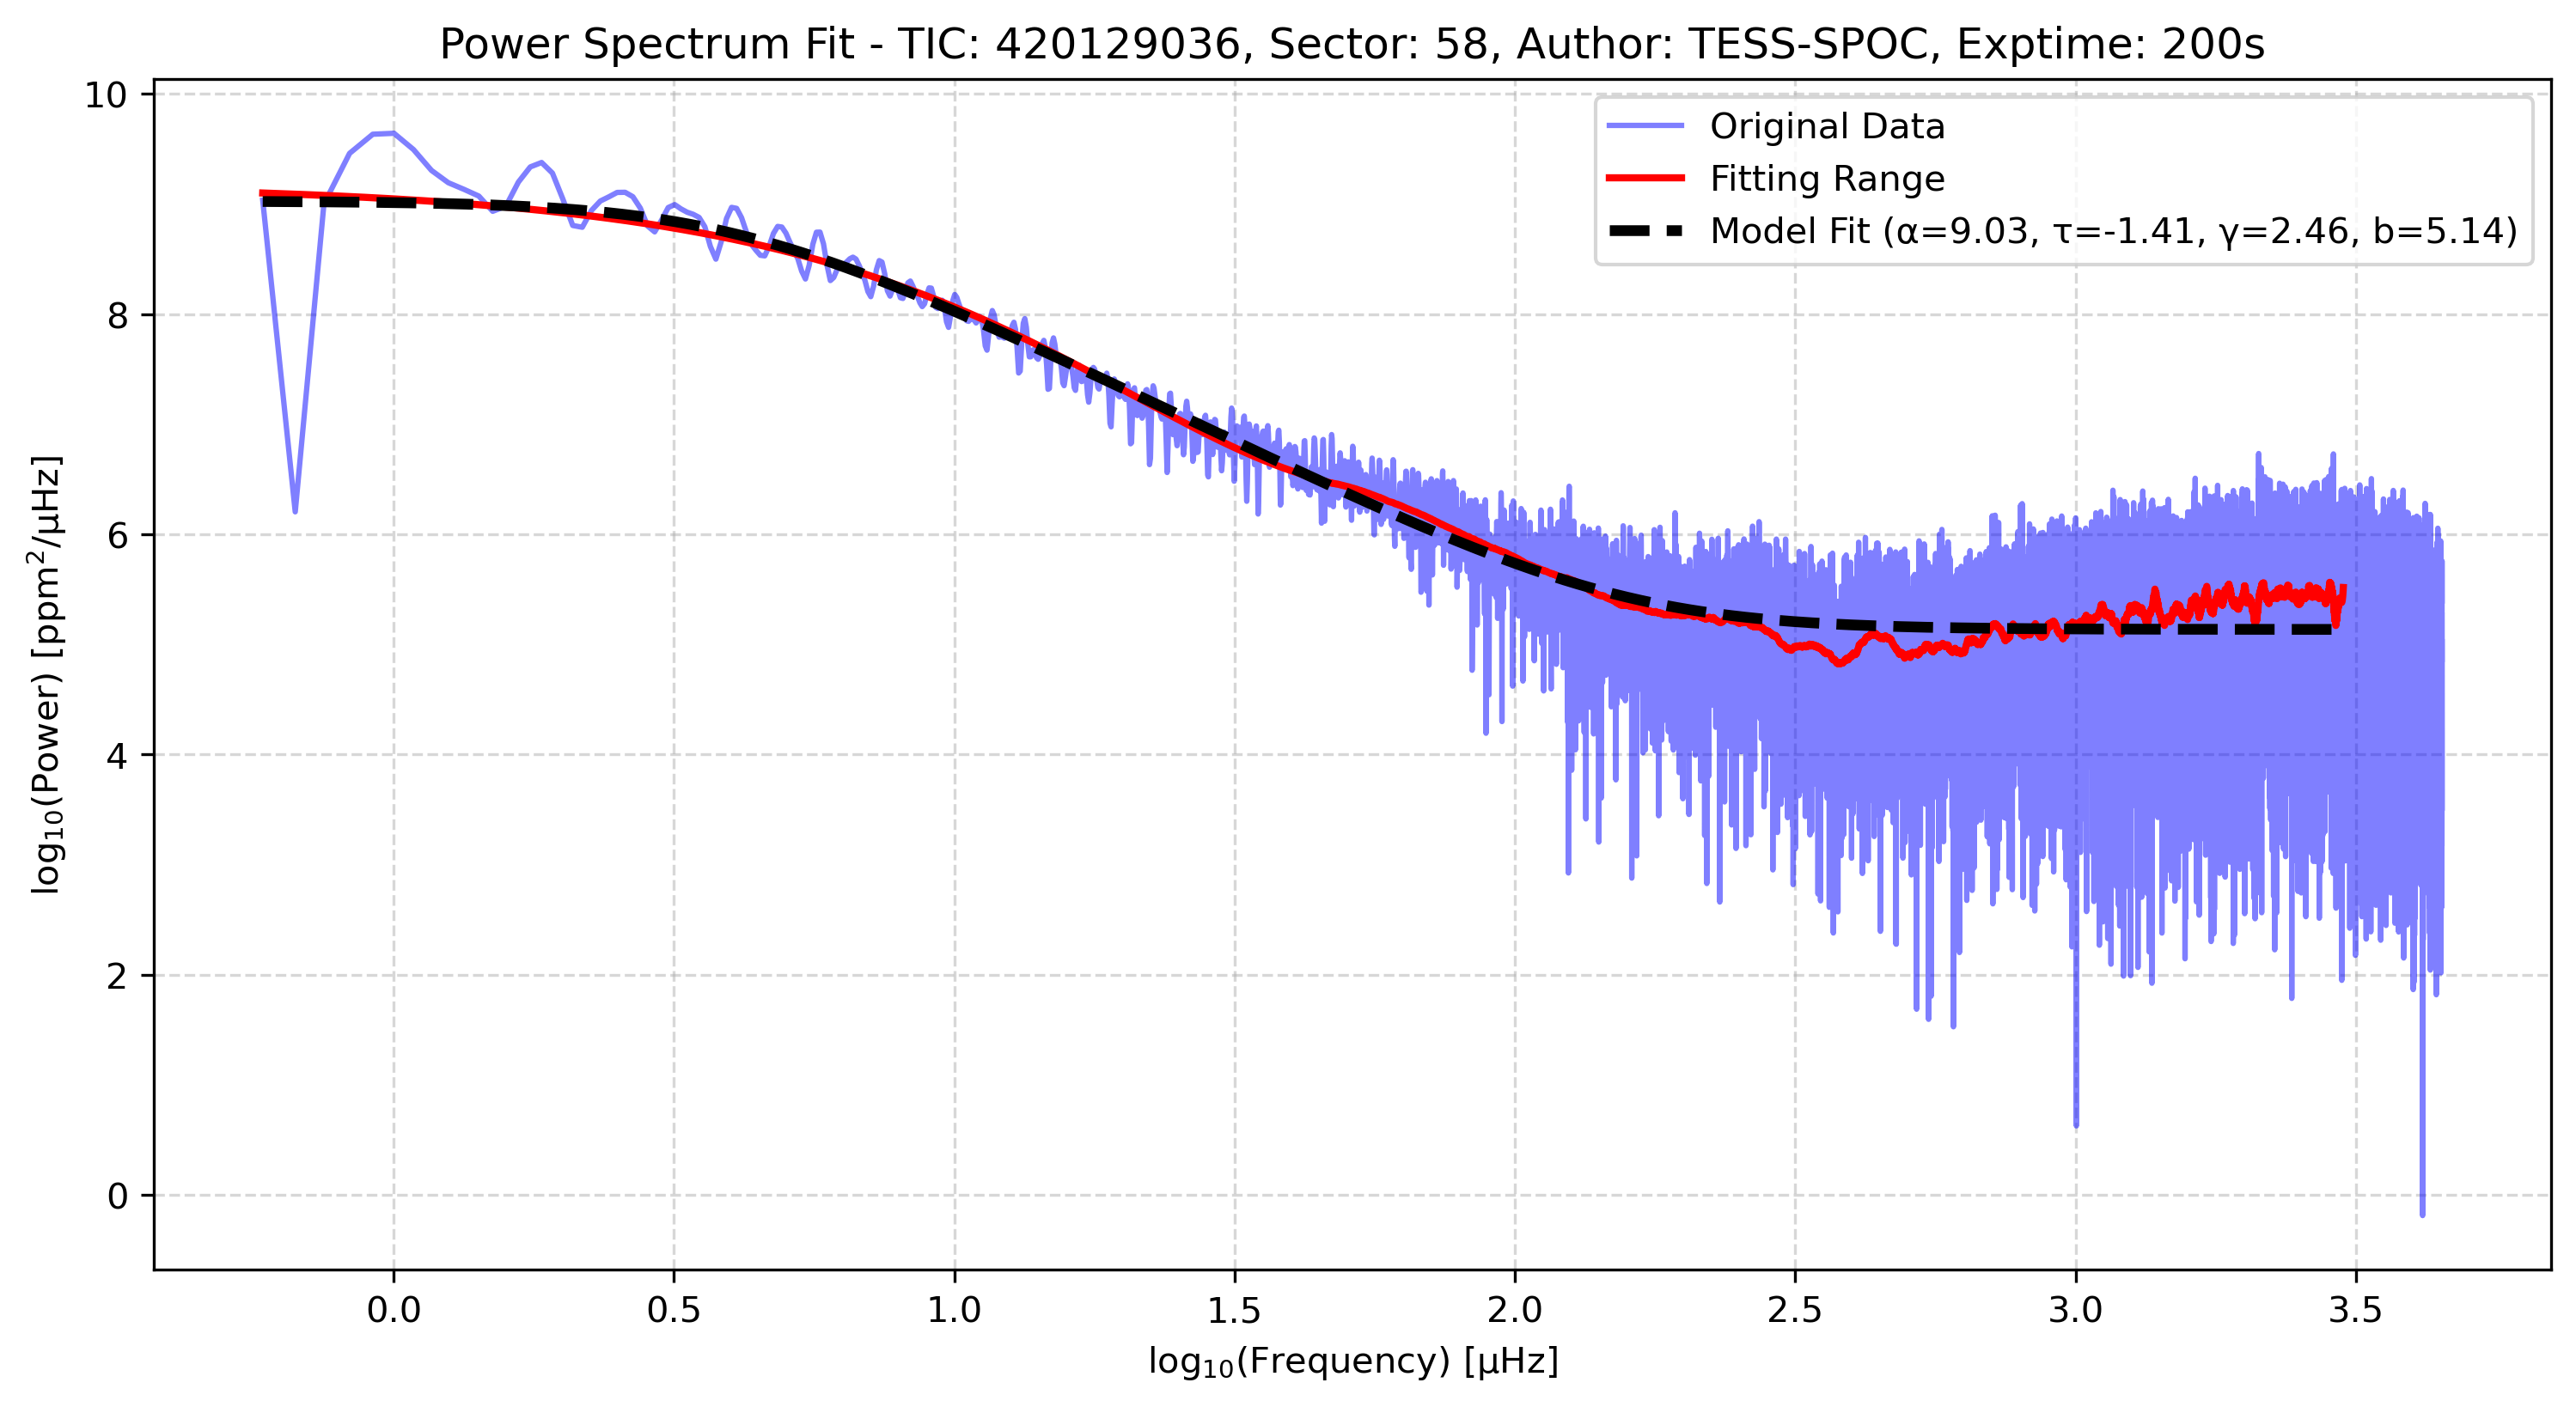 Power Spectrum Fit - TIC: 420129036, Sector: 58, Author: TESS-SPOC, Exptime: 200s
Original Data
Fitting Range
Model Fit (α=9.03, τ=-1.41, γ=2.46, b=5.14)
log₁₀(Power) [ppm²/μHz]
10
8
6
4
2
0
0.0 0.5 1.0 1.5 2.0 2.5 3.0 3.5
log₁₀(Frequency) [μHz]